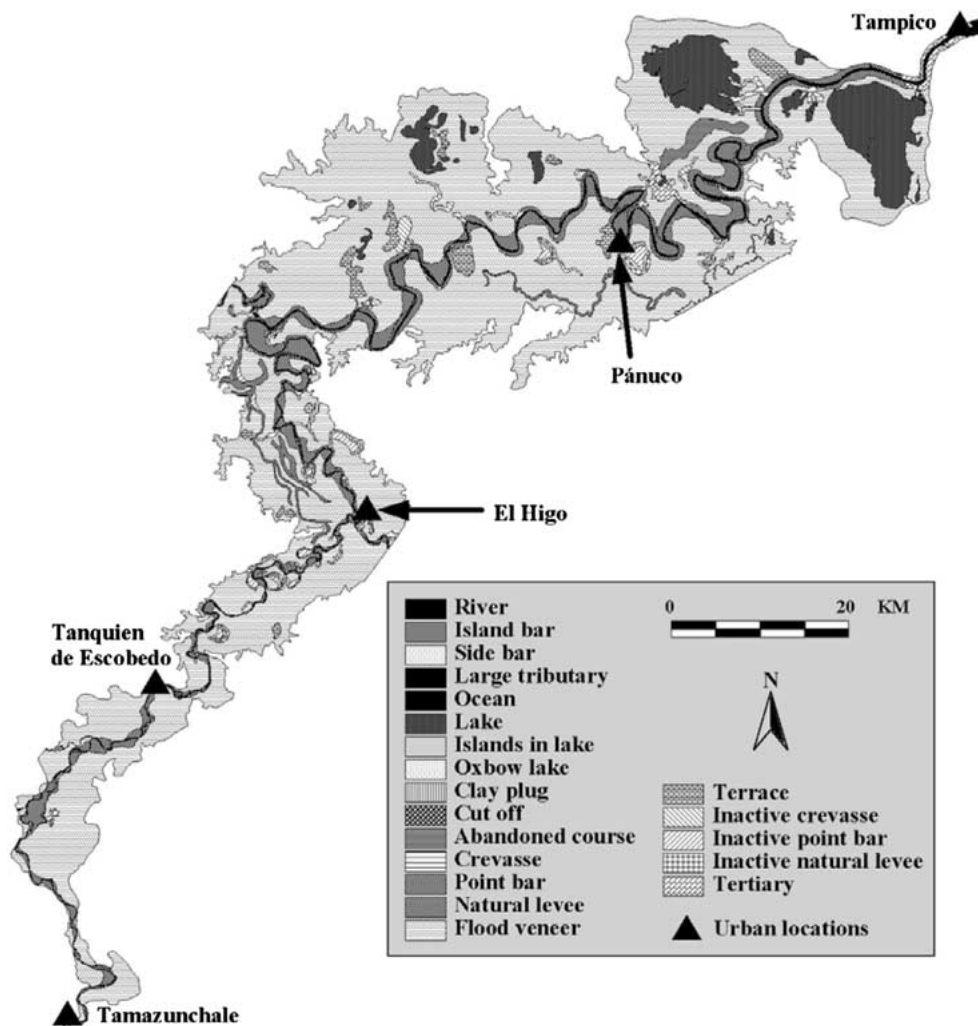 Tampico
Pánuco
El Higo
Tanquien
de Escobedo
Tamazunchale
River
Island bar
Side bar
Large tributary
Ocean
Lake
Islands in lake
Oxbow lake
Clay plug
Cut off
Abandoned course
Crevasse
Point bar
Natural levee
Flood veneer
0 20 KM
N
Terrace
Inactive crevasse
Inactive point bar
Inactive natural levee
Tertiary
Urban locations